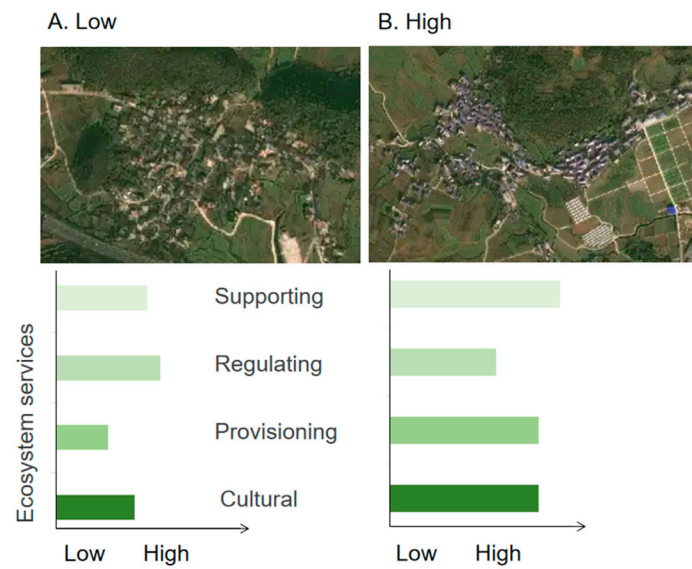 A. Low
B. High
Ecosystem services
Supporting
Regulating
Provisioning
Cultural
Low High
Low High